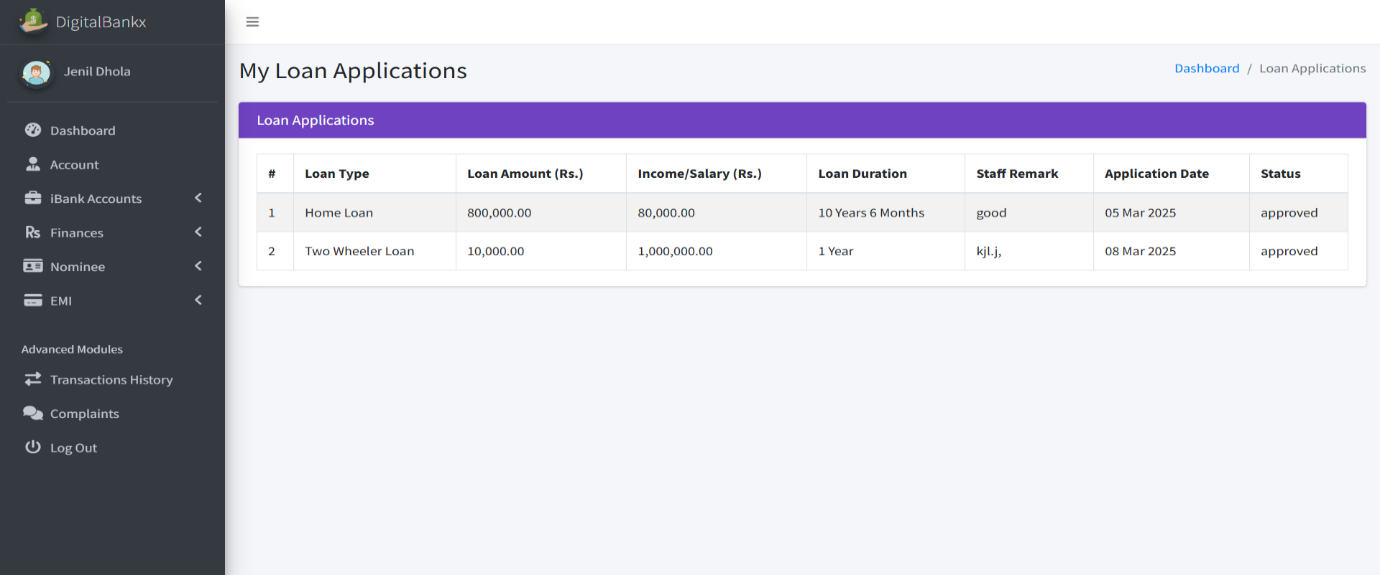 DigitalBankx
Jenil Dhola
Dashboard
Account
iBank Accounts
Rs Finances
Nominee
EMI
Advanced Modules
Transactions History
Complaints
Log Out
My Loan Applications
Dashboard / Loan Applications
Loan Applications
# Loan Type Loan Amount (Rs.) Income/Salary (Rs.) Loan Duration Staff Remark Application Date Status
1 Home Loan 800,000.00 80,000.00 10 Years 6 Months good 05 Mar 2025 approved
2 Two Wheeler Loan 10,000.00 1,000,000.00 1 Year kjl.j, 08 Mar 2025 approved